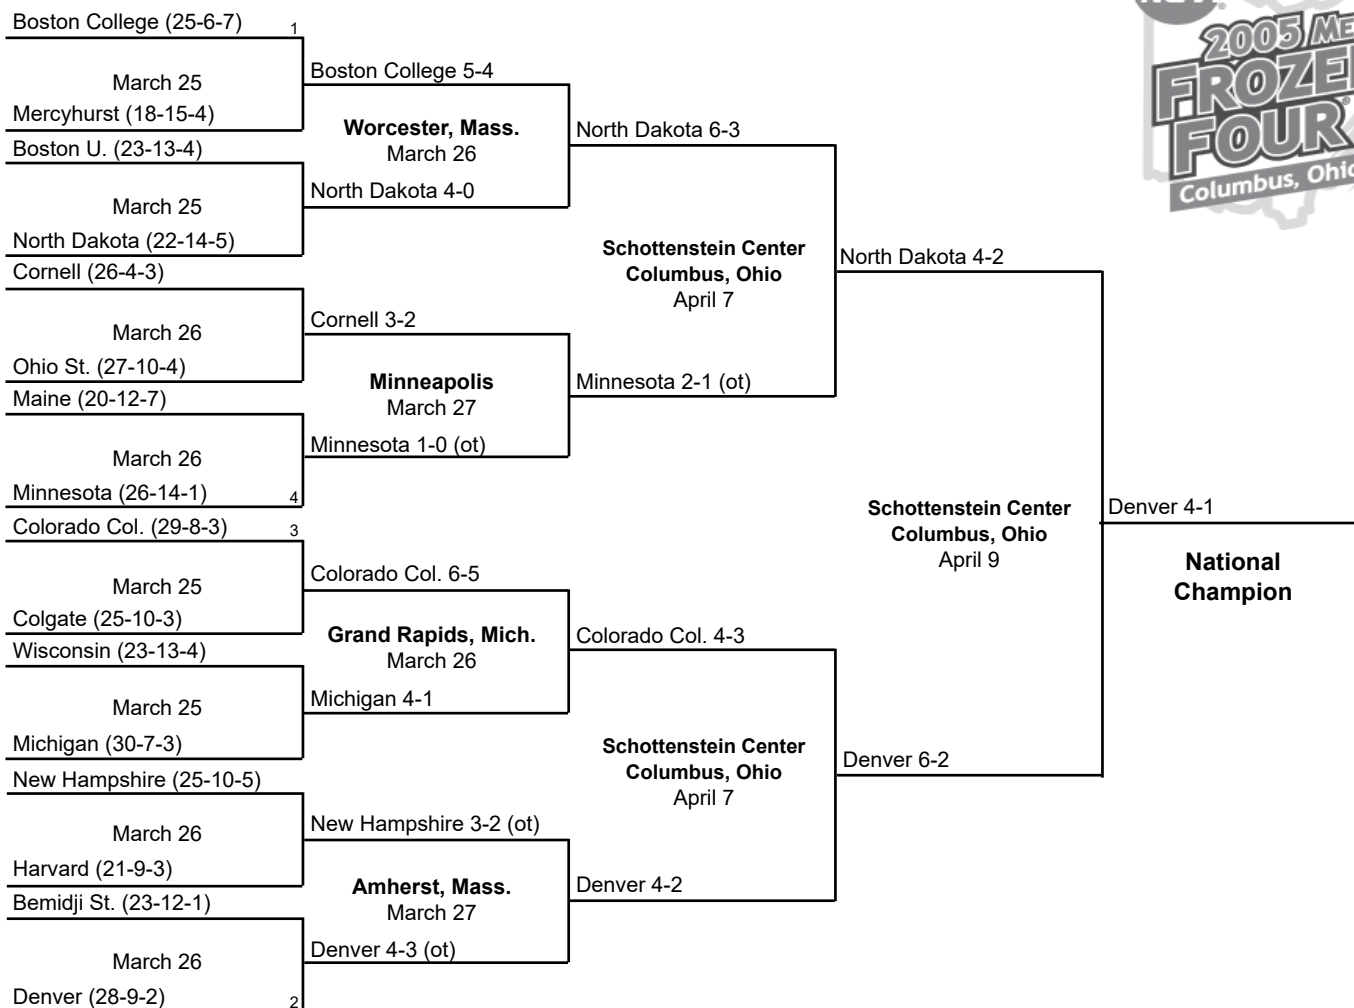 Boston College (25-6-7) 1
March 25
Mercyhurst (18-15-4)
Boston U. (23-13-4)
March 25
North Dakota (22-14-5)
Cornell (26-4-3)
March 26
Ohio St. (27-10-4)
Maine (20-12-7)
March 26
Minnesota (26-14-1) 4
Colorado Col. (29-8-3) 3
March 25
Colgate (25-10-3)
Wisconsin (23-13-4)
March 25
Michigan (30-7-3)
New Hampshire (25-10-5)
March 26
Harvard (21-9-3)
Bemidji St. (23-12-1)
March 26
Denver (28-9-2) 2
Boston College 5-4
Worcester, Mass.
March 26
North Dakota 4-0
Cornell 3-2
Minneapolis
March 27
Minnesota 1-0 (ot)
Colorado Col. 6-5
Grand Rapids, Mich.
March 26
Michigan 4-1
New Hampshire 3-2 (ot)
Amherst, Mass.
March 27
Denver 4-3 (ot)
North Dakota 6-3
Schottenstein Center
Columbus, Ohio
April 7
Minnesota 2-1 (ot)
Colorado Col. 4-3
Schottenstein Center
Columbus, Ohio
April 7
Denver 4-2
North Dakota 4-2
Schottenstein Center
Columbus, Ohio
April 9
Denver 6-2
Denver 4-1
National
Champion
2005 ME
FROZE
FOUR
Columbus, Ohio